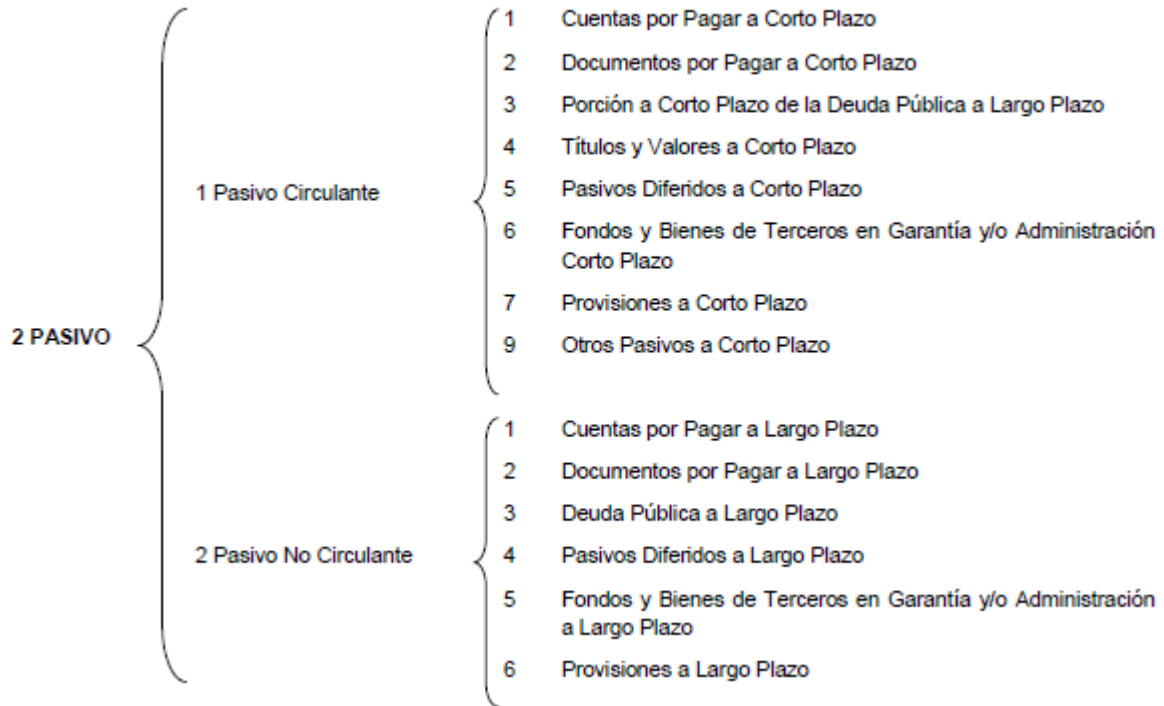 2 PASIVO
1 Pasivo Circulante
1 Cuentas por Pagar a Corto Plazo
2 Documentos por Pagar a Corto Plazo
3 Porción a Corto Plazo de la Deuda Pública a Largo Plazo
4 Títulos y Valores a Corto Plazo
5 Pasivos Diferidos a Corto Plazo
6 Fondos y Bienes de Terceros en Garantía y/o Administración
Corto Plazo
7 Provisiones a Corto Plazo
9 Otros Pasivos a Corto Plazo
2 Pasivo No Circulante
1 Cuentas por Pagar a Largo Plazo
2 Documentos por Pagar a Largo Plazo
3 Deuda Pública a Largo Plazo
4 Pasivos Diferidos a Largo Plazo
5 Fondos y Bienes de Terceros en Garantía y/o Administración
a Largo Plazo
6 Provisiones a Largo Plazo